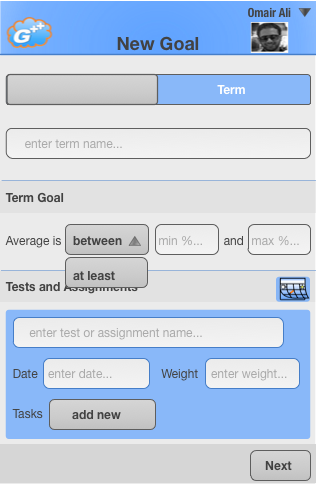 Omair Ali
G++
New Goal
Term
enter term name...
Term Goal
Average is between min %... and max %...
at least
Tests and Assignments
enter test or assignment name...
Date enter date... Weight enter weight...
Tasks add new
Next